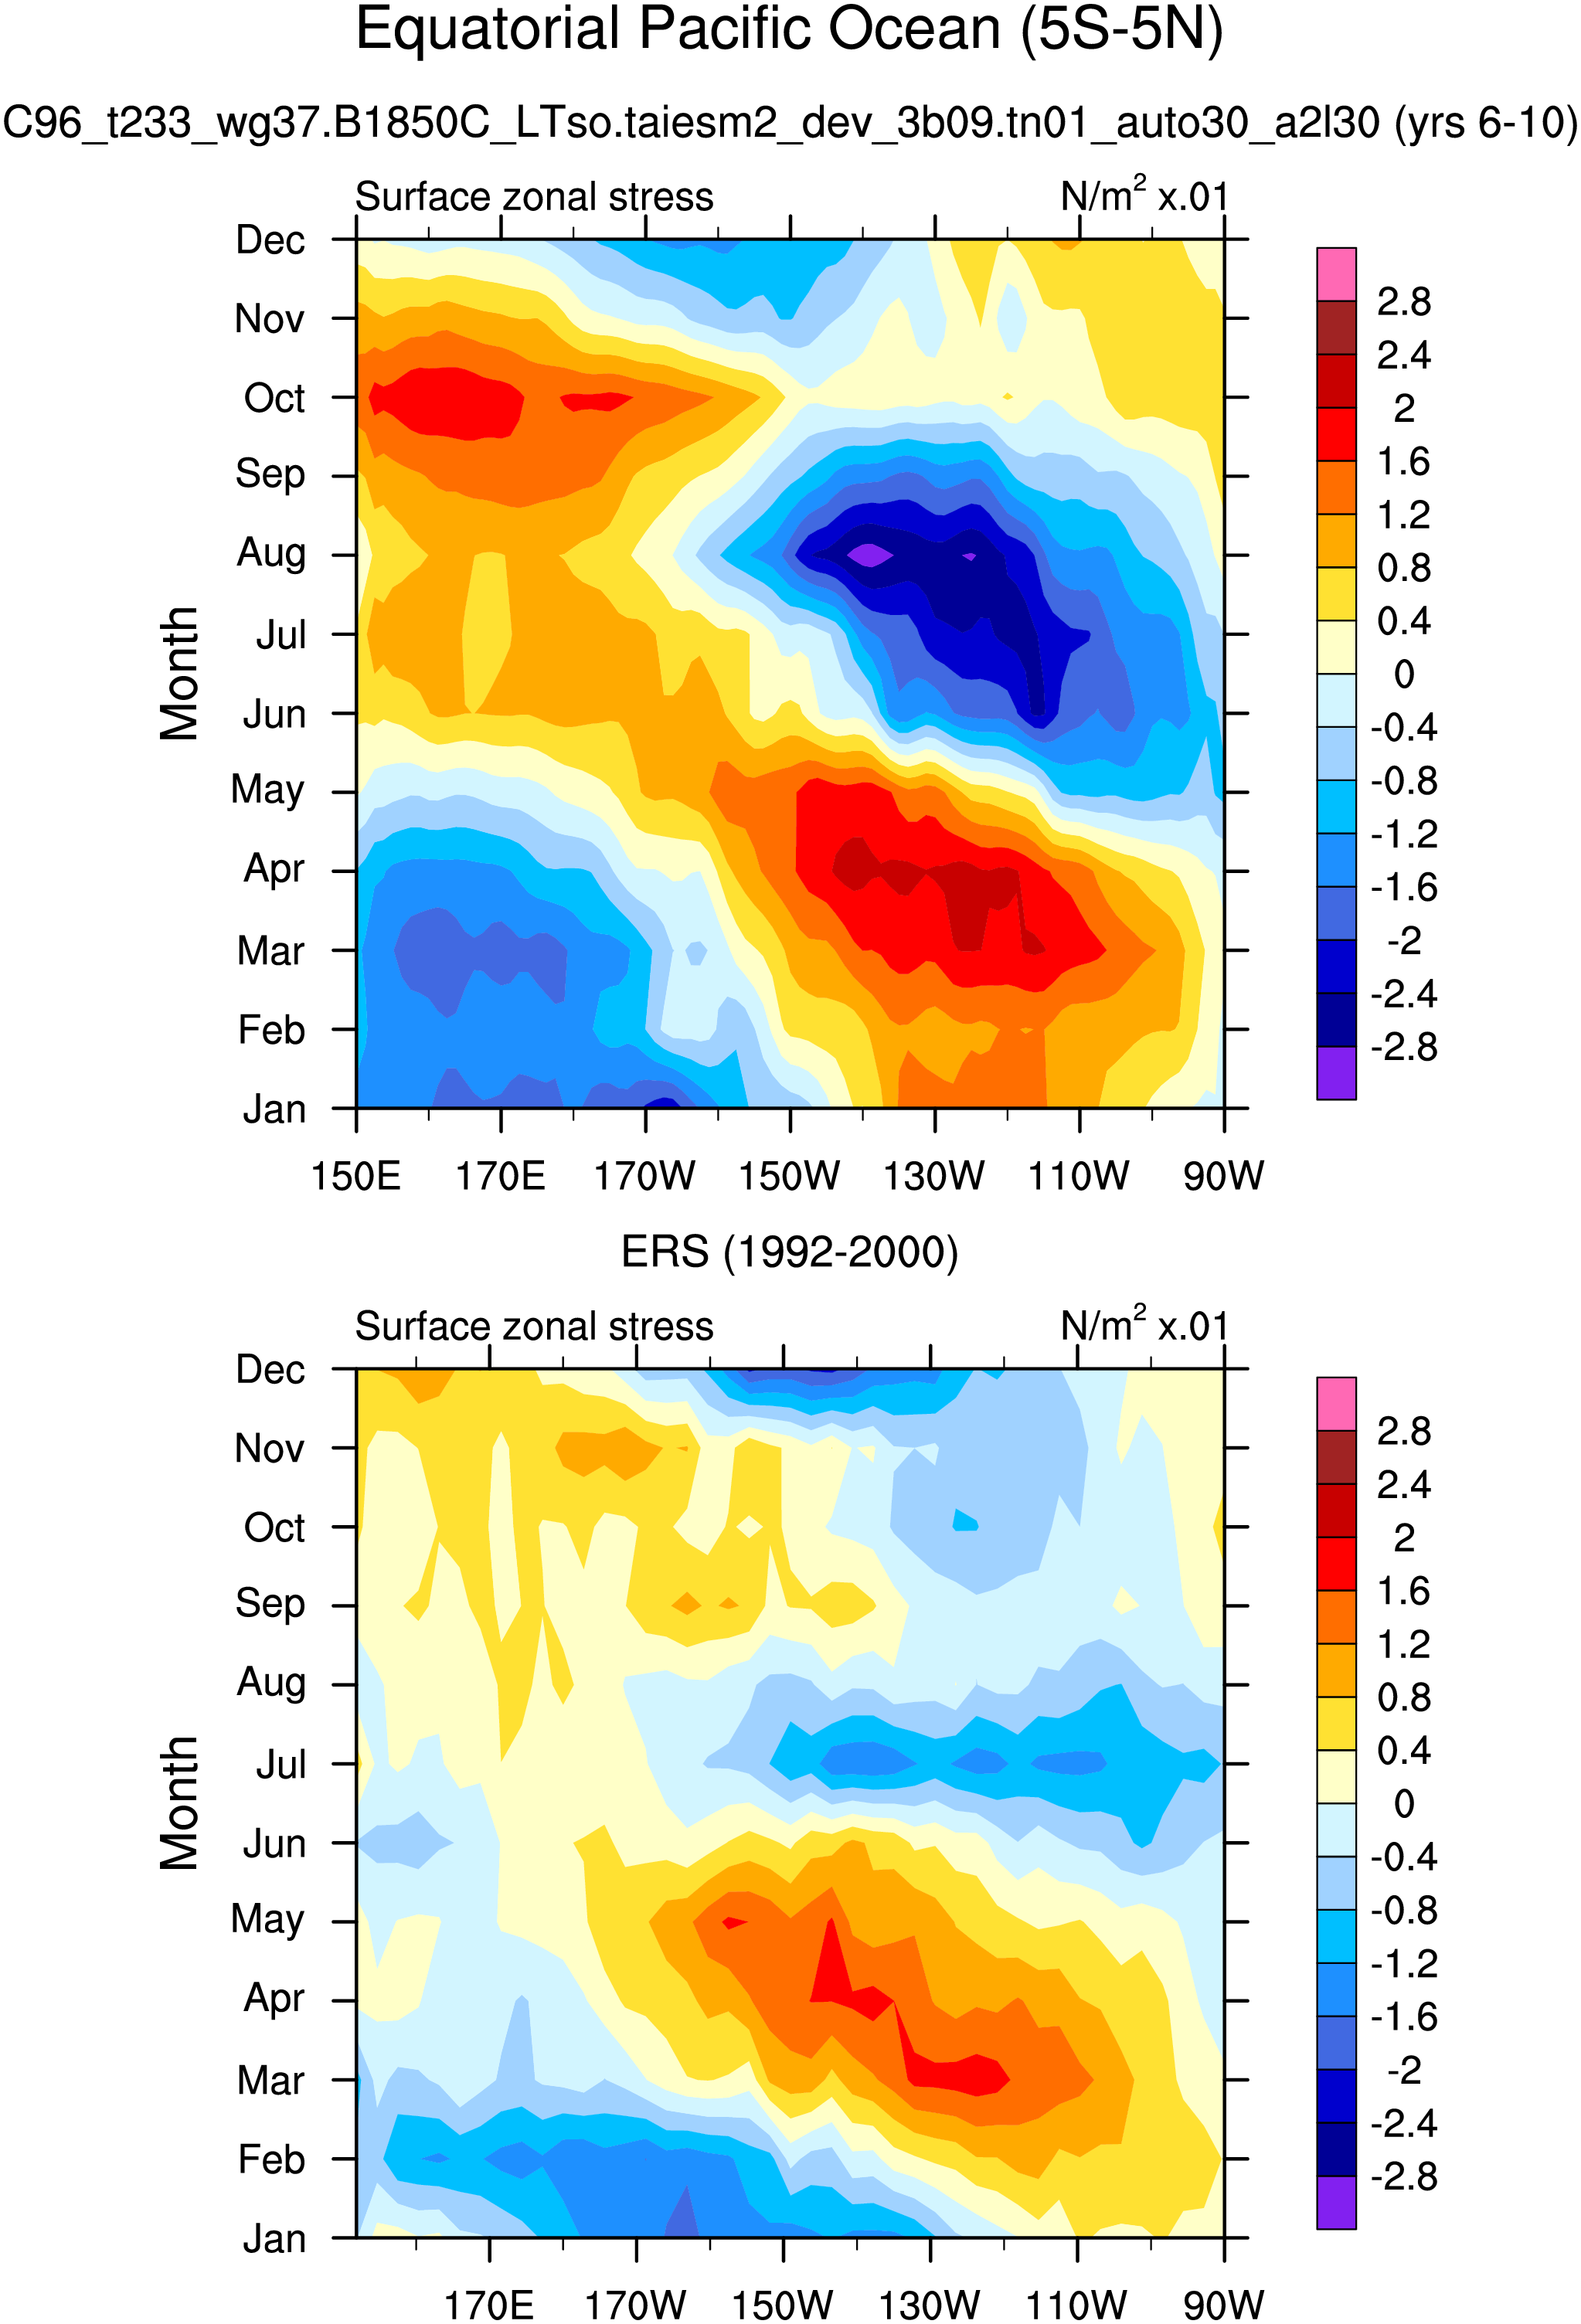 Equatorial Pacific Ocean (5S-5N)
C96_t233_wg37.B1850C_LTso.taiesm2_dev_3b09.tn01_auto30_a2l30 (yrs 6-10)
Surface zonal stress N/m² x.01
Dec
Nov
Oct
Sep
Aug
Jul
Jun
May
Apr
Mar
Feb
Jan
Month
150E 170E 170W 150W 130W 110W 90W
2.8
2.4
2
1.6
1.2
0.8
0.4
0
-0.4
-0.8
-1.2
-1.6
-2
-2.4
-2.8
ERS (1992-2000)
Surface zonal stress N/m² x.01
Dec
Nov
Oct
Sep
Aug
Jul
Jun
May
Apr
Mar
Feb
Jan
Month
170E 170W 150W 130W 110W 90W
2.8
2.4
2
1.6
1.2
0.8
0.4
0
-0.4
-0.8
-1.2
-1.6
-2
-2.4
-2.8